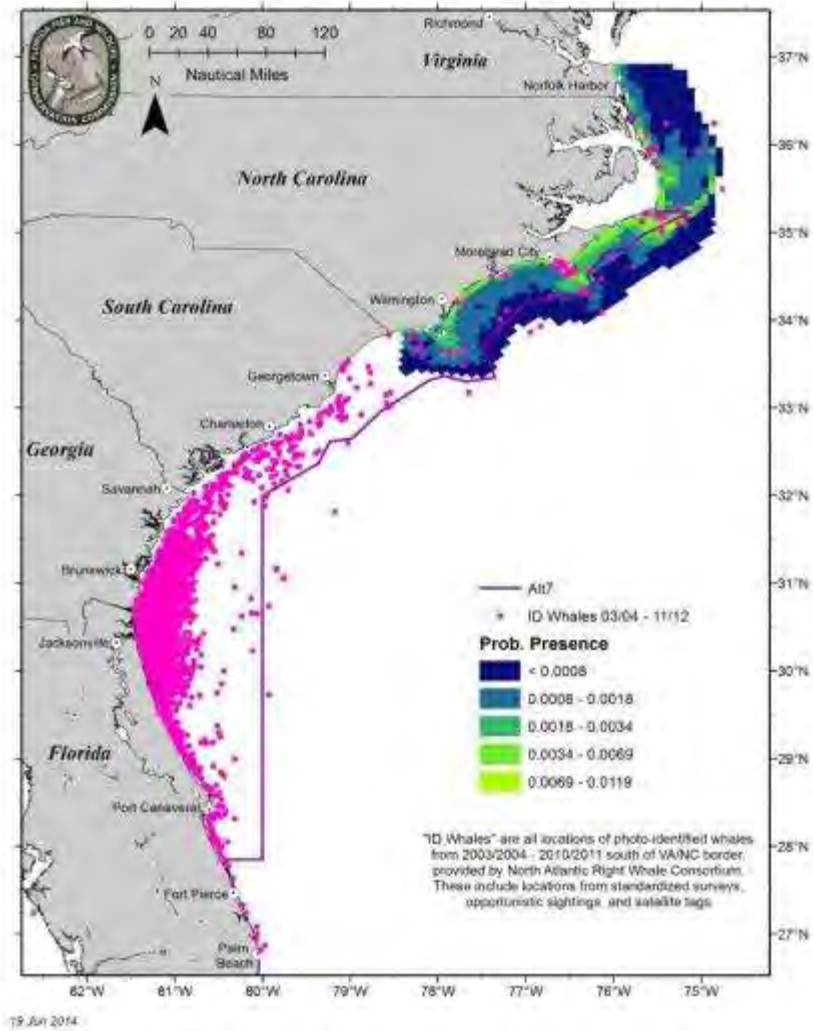 FLORIDA FISH AND WILDLIFE
CONSERVATION COMMISSION
0 20 40 80 120
Nautical Miles
N
Richmond
Virginia
Norfolk Harbor
North Carolina
Morehead City
Wilmington
South Carolina
Georgetown
Charleston
Georgia
Savannah
Brunswick
Jacksonville
Florida
Port Canaveral
Fort Pierce
Palm
Beach
37°N
36°N
35°N
34°N
33°N
32°N
31°N
30°N
29°N
28°N
27°N
Alt7
ID Whales 03/04 - 11/12
Prob. Presence
< 0.0008
0.0008 - 0.0018
0.0018 - 0.0034
0.0034 - 0.0069
0.0069 - 0.0119
"ID Whales" are all locations of photo-identified whales
from 2003/2004 - 2010/2011 south of VA/NC border,
provided by North Atlantic Right Whale Consortium.
These include locations from standardized surveys,
opportunistic sightings, and satellite tags
82°W 81°W 80°W 79°W 78°W 77°W 76°W 75°W
19 Jun 2014